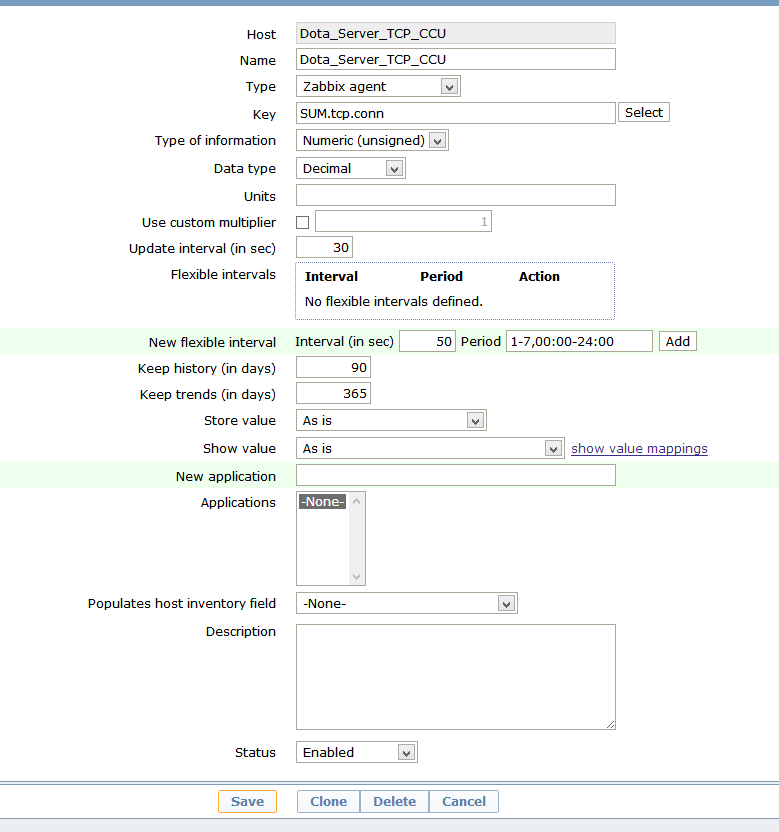 Host Dota_Server_TCP_CCU
Name Dota_Server_TCP_CCU
Type Zabbix agent
Key SUM.tcp.conn Select
Type of information Numeric (unsigned)
Data type Decimal
Units
Use custom multiplier 1
Update interval (in sec) 30
Flexible intervals Interval Period Action
No flexible intervals defined.
New flexible interval Interval (in sec) 50 Period 1-7,00:00-24:00 Add
Keep history (in days) 90
Keep trends (in days) 365
Store value As is
Show value As is show value mappings
New application
Applications -None-
Populates host inventory field -None-
Description
Status Enabled
Save Clone Delete Cancel